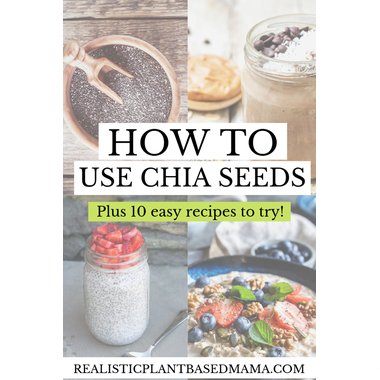 HOW TO
USE CHIA SEEDS
Plus 10 easy recipes to try!
REALISTICPLANTBASEDMAMA.COM